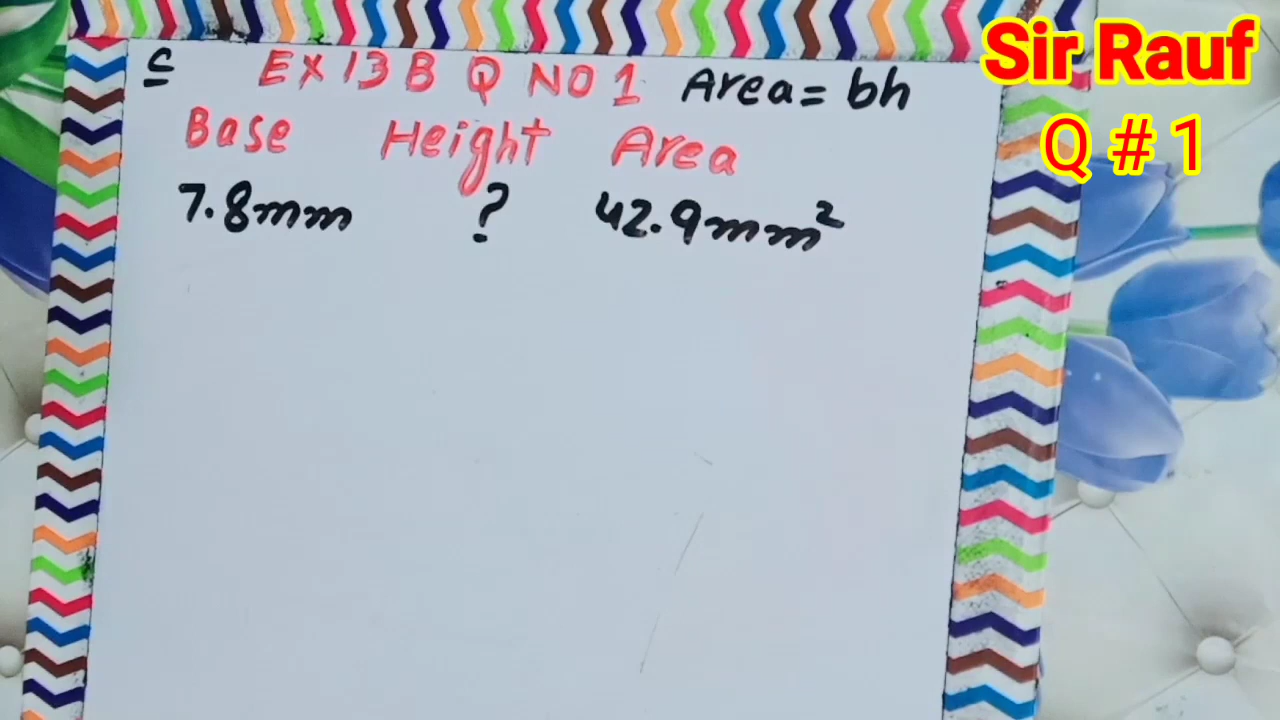 c
EX 13 B Q NO 1 Area = bh
Base Height Area
7.8mm ? 42.9mm²
Sir Rauf
Q # 1